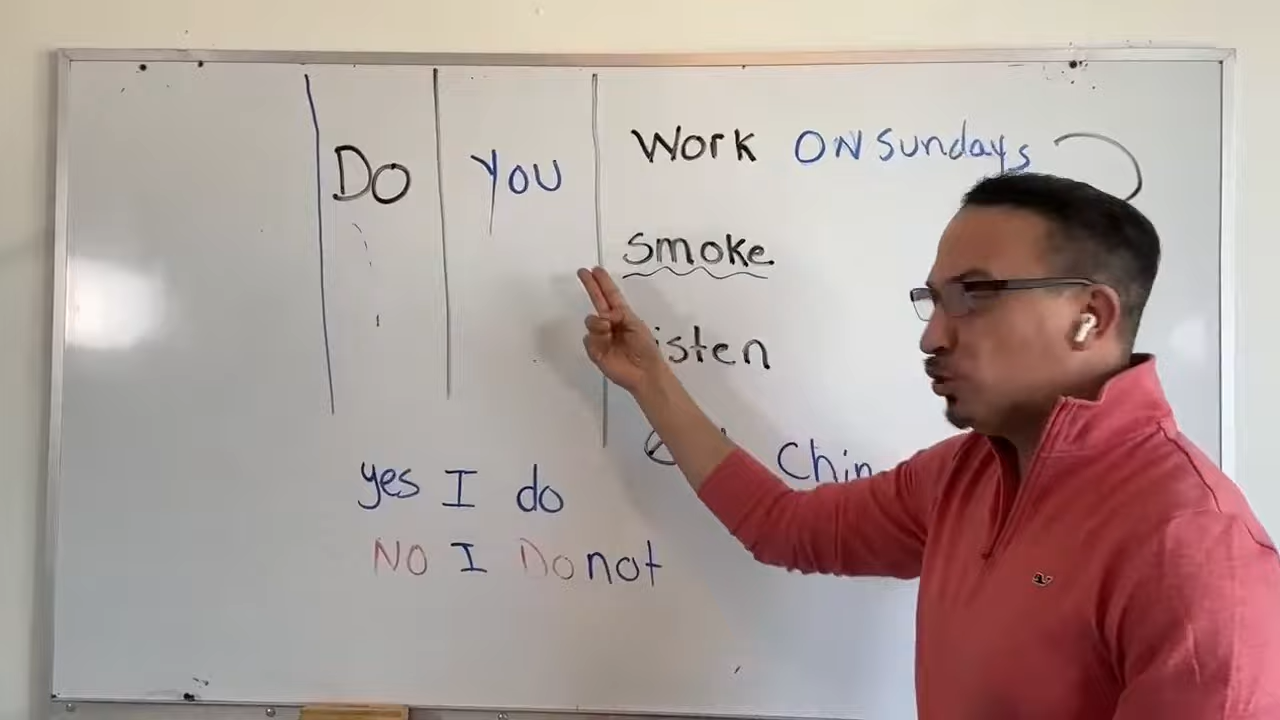 Do YOU Work ON Sundays
smoke
isten
Chin
yes I do
NO I Do not